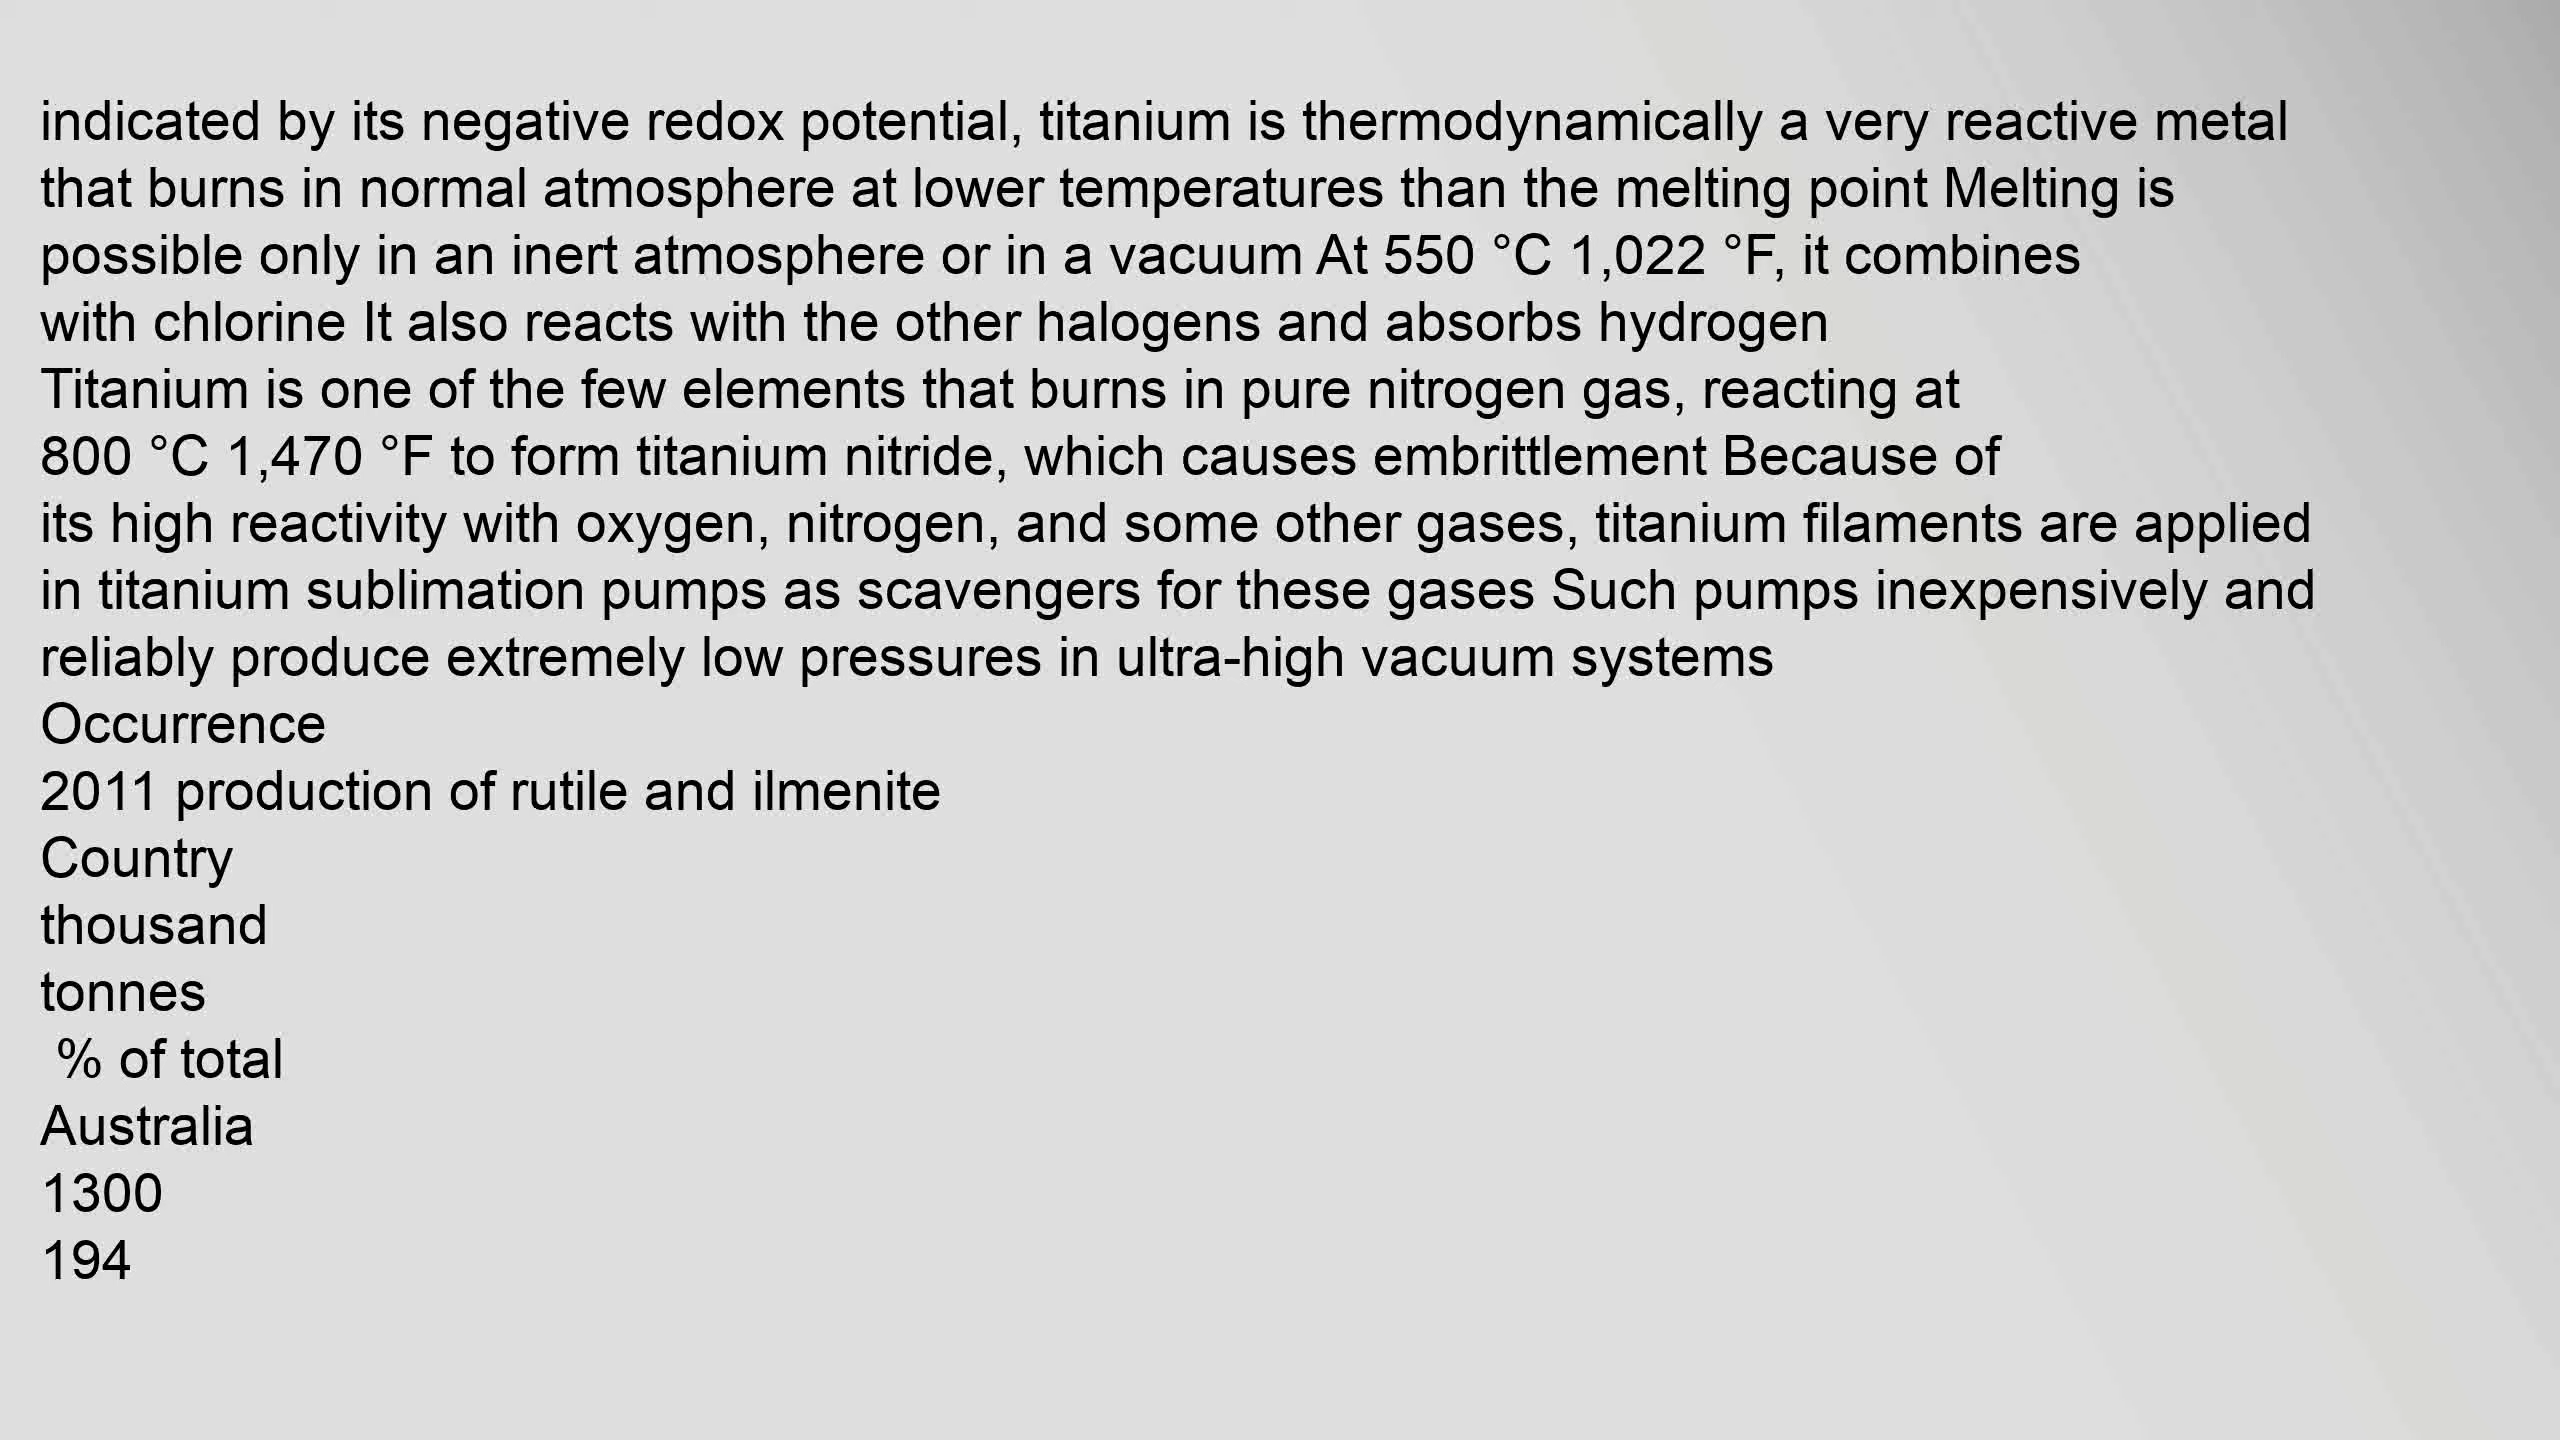 indicated by its negative redox potential, titanium is thermodynamically a very reactive metal
that burns in normal atmosphere at lower temperatures than the melting point Melting is
possible only in an inert atmosphere or in a vacuum At 550 °C 1,022 °F, it combines
with chlorine It also reacts with the other halogens and absorbs hydrogen
Titanium is one of the few elements that burns in pure nitrogen gas, reacting at
800 °C 1,470 °F to form titanium nitride, which causes embrittlement Because of
its high reactivity with oxygen, nitrogen, and some other gases, titanium filaments are applied
in titanium sublimation pumps as scavengers for these gases Such pumps inexpensively and
reliably produce extremely low pressures in ultra-high vacuum systems
Occurrence
2011 production of rutile and ilmenite
Country
thousand
tonnes
% of total
Australia
1300
194